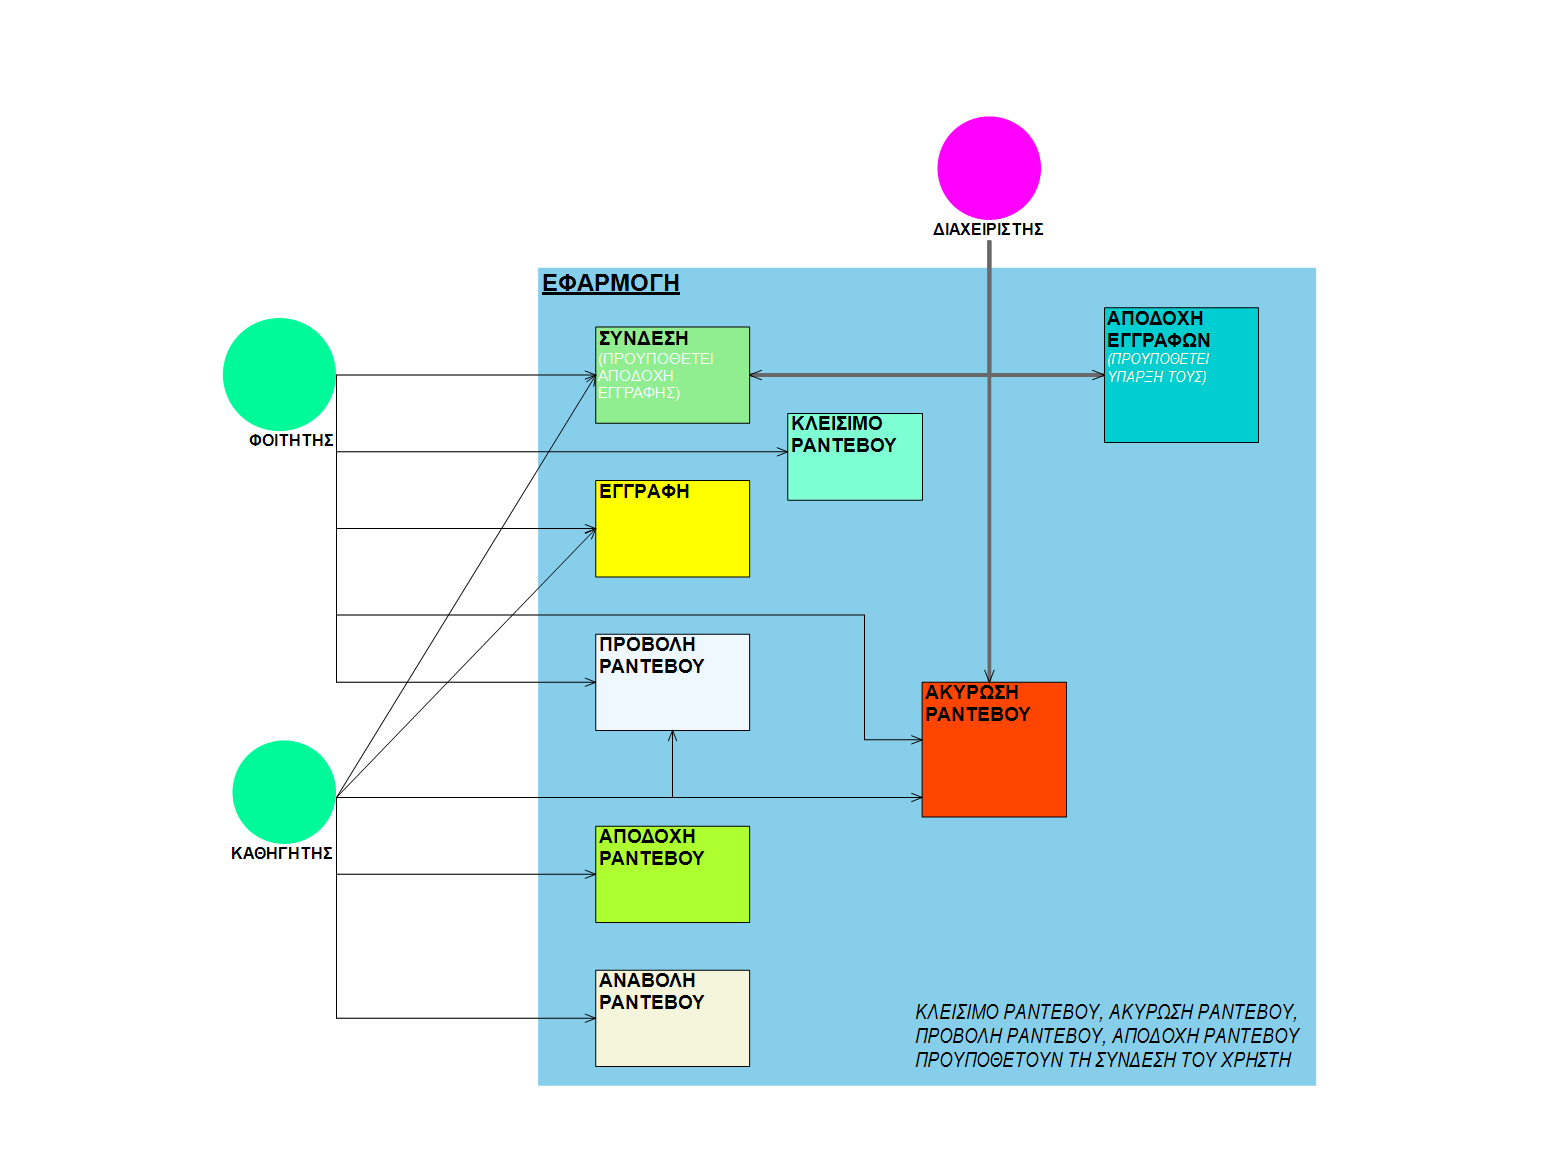 ΔΙΑΧΕΙΡΙΣΤΗΣ
ΕΦΑΡΜΟΓΗ
ΣΥΝΔΕΣΗ
(ΠΡΟΥΠΟΘΕΤΕΙ
ΑΠΟΔΟΧΗ
ΕΓΓΡΑΦΗΣ)
ΑΠΟΔΟΧΗ
ΕΓΓΡΑΦΩΝ
(ΠΡΟΥΠΟΘΕΤΕΙ
ΥΠΑΡΞΗ ΤΟΥΣ)
ΦΟΙΤΗΤΗΣ
ΚΛΕΙΣΙΜΟ
ΡΑΝΤΕΒΟΥ
ΕΓΓΡΑΦΗ
ΠΡΟΒΟΛΗ
ΡΑΝΤΕΒΟΥ
ΑΚΥΡΩΣΗ
ΡΑΝΤΕΒΟΥ
ΚΑΘΗΓΗΤΗΣ
ΑΠΟΔΟΧΗ
ΡΑΝΤΕΒΟΥ
ΑΝΑΒΟΛΗ
ΡΑΝΤΕΒΟΥ
ΚΛΕΙΣΙΜΟ ΡΑΝΤΕΒΟΥ, ΑΚΥΡΩΣΗ ΡΑΝΤΕΒΟΥ,
ΠΡΟΒΟΛΗ ΡΑΝΤΕΒΟΥ, ΑΠΟΔΟΧΗ ΡΑΝΤΕΒΟΥ
ΠΡΟΥΠΟΘΕΤΟΥΝ ΤΗ ΣΥΝΔΕΣΗ ΤΟΥ ΧΡΗΣΤΗ